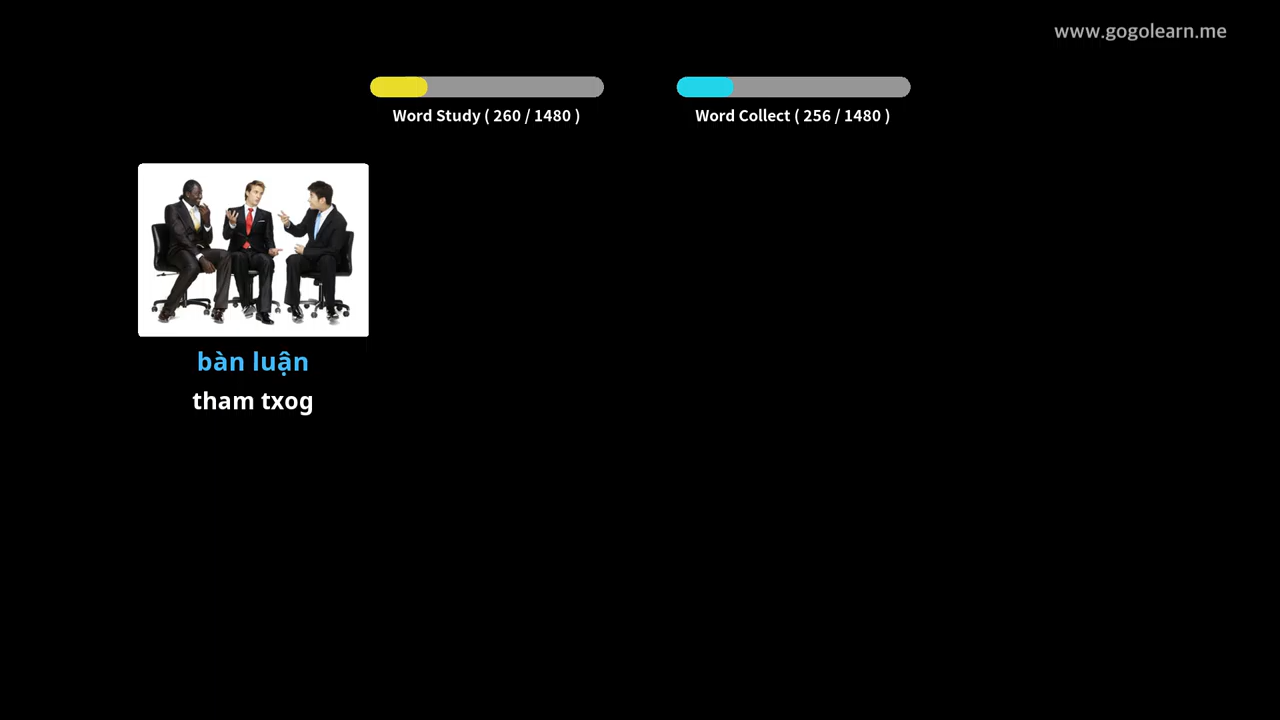 www.gogolearn.me
Word Study ( 260 / 1480 )
Word Collect ( 256 / 1480 )
bàn luận
tham txog